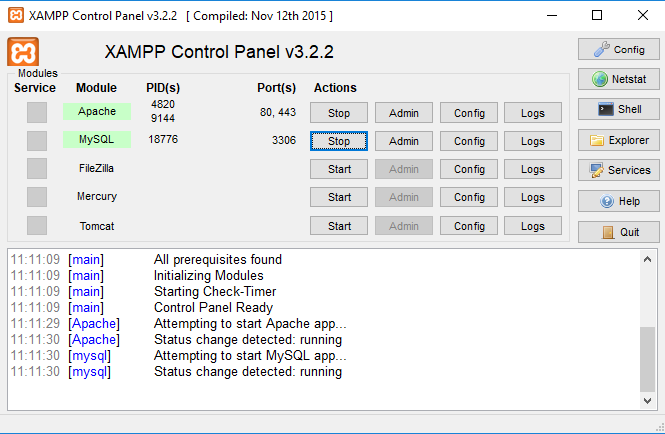 XAMPP Control Panel v3.2.2 [ Compiled: Nov 12th 2015 ]
XAMPP Control Panel v3.2.2
Config
Modules
Service Module PID(s) Port(s) Actions
Netstat
Apache 4820 9144 80, 443 Stop Admin Config Logs
Shell
MySQL 18776 3306 Stop Admin Config Logs
Explorer
FileZilla Start Admin Config Logs
Services
Mercury Start Admin Config Logs
Help
Tomcat Start Admin Config Logs
Quit
11:11:09 [main] All prerequisites found
11:11:09 [main] Initializing Modules
11:11:09 [main] Starting Check-Timer
11:11:09 [main] Control Panel Ready
11:11:29 [Apache] Attempting to start Apache app...
11:11:30 [Apache] Status change detected: running
11:11:30 [mysql] Attempting to start MySQL app...
11:11:30 [mysql] Status change detected: running